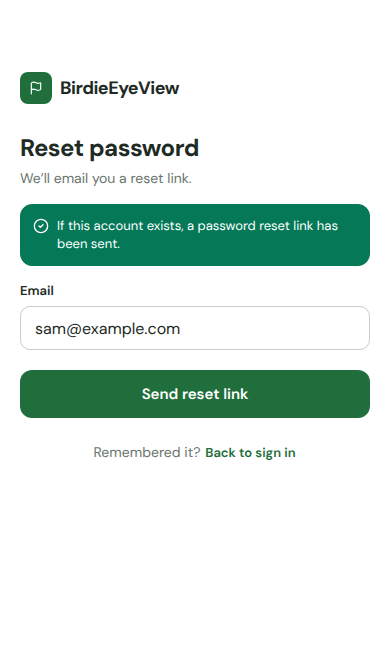 BirdieEyeView
Reset password
We'll email you a reset link.
If this account exists, a password reset link has
been sent.
Email
sam@example.com
Send reset link
Remembered it? Back to sign in